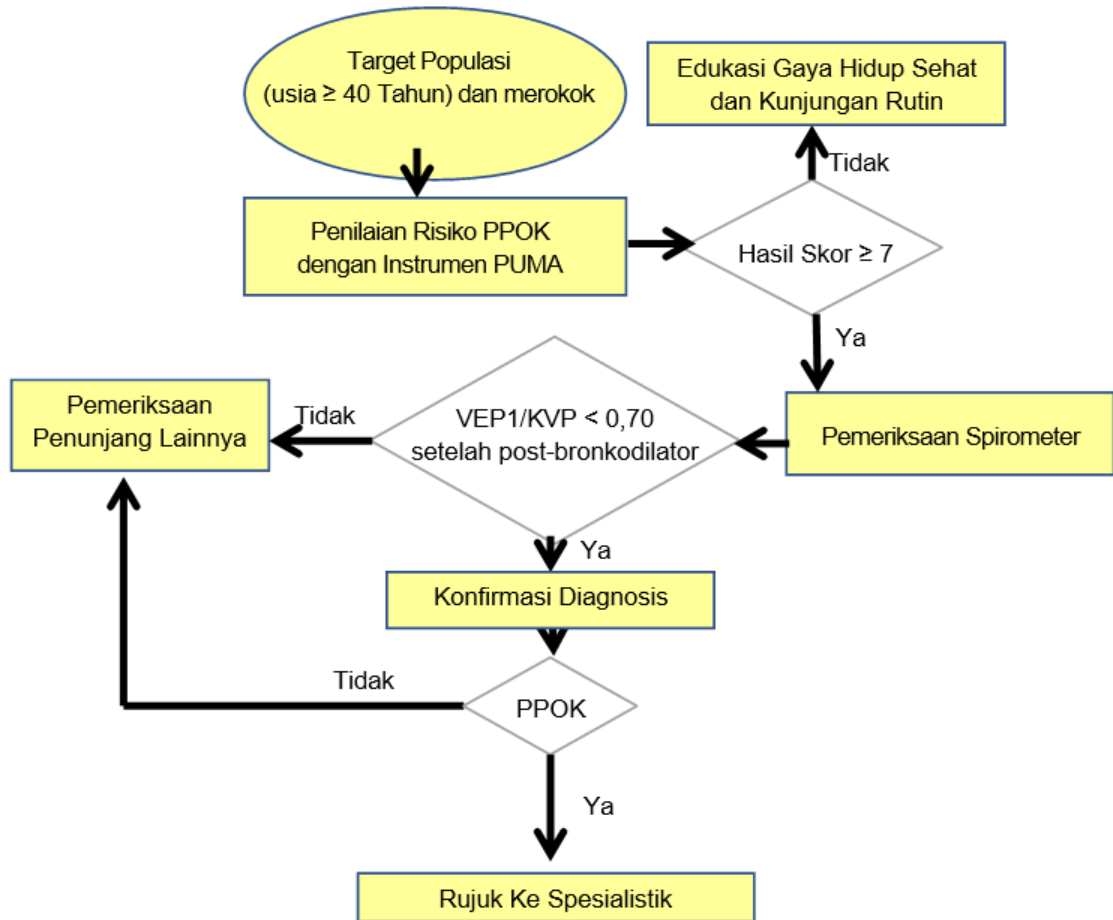 Target Populasi
(usia ≥ 40 Tahun) dan merokok
Edukasi Gaya Hidup Sehat
dan Kunjungan Rutin
Tidak
Penilaian Risiko PPOK
dengan Instrumen PUMA
Hasil Skor ≥ 7
Ya
Pemeriksaan
Penunjang Lainnya
Tidak
VEP1/KVP < 0,70
setelah post-bronkodilator
Pemeriksaan Spirometer
Ya
Konfirmasi Diagnosis
Tidak
PPOK
Ya
Rujuk Ke Spesialistik